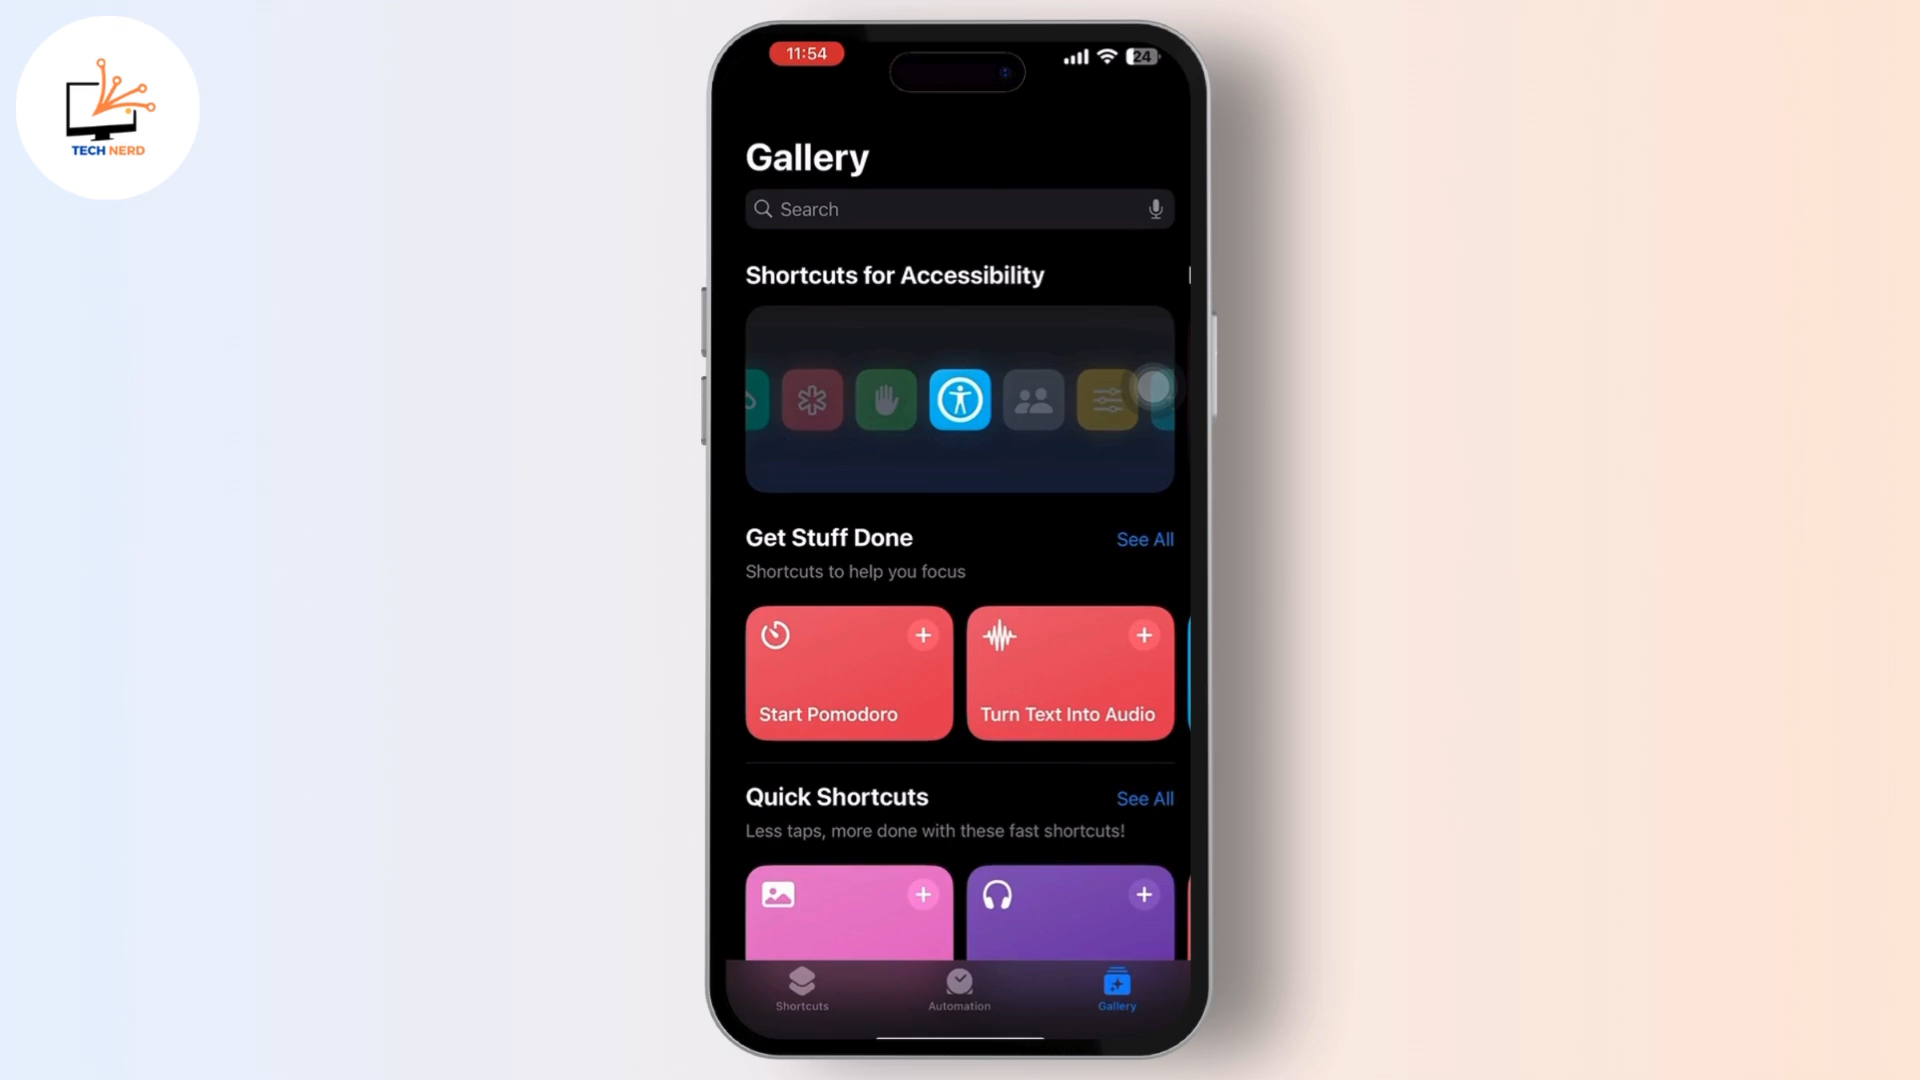 TECH NERD
11:54
24
Gallery
Search
Shortcuts for Accessibility
Get Stuff Done
See All
Shortcuts to help you focus
Start Pomodoro
Turn Text Into Audio
Quick Shortcuts
See All
Less taps, more done with these fast shortcuts!
Shortcuts
Automation
Gallery